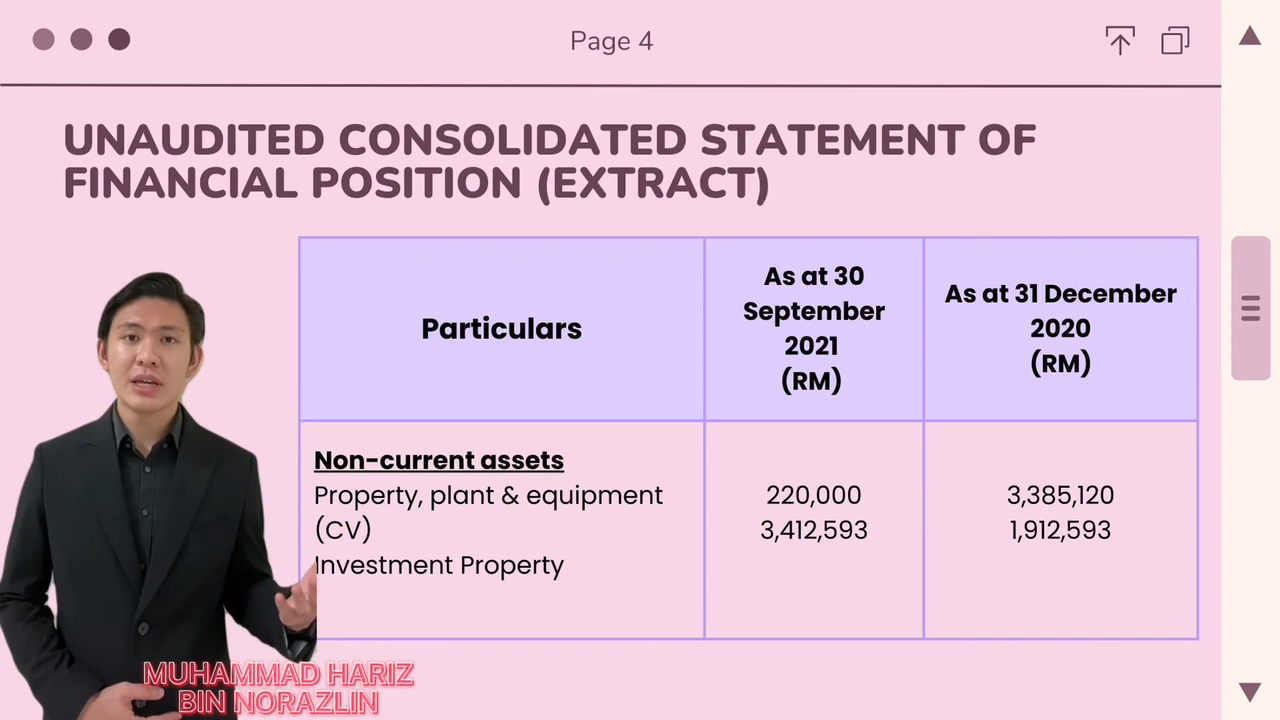 Page 4
UNAUDITED CONSOLIDATED STATEMENT OF
FINANCIAL POSITION (EXTRACT)
Particulars
As at 30
September
2021
(RM)
As at 31 December
2020
(RM)
Non-current assets
Property, plant & equipment
(CV)
Investment Property
220,000
3,412,593
3,385,120
1,912,593
MUHAMMAD HARIZ
BIN NORAZLIN